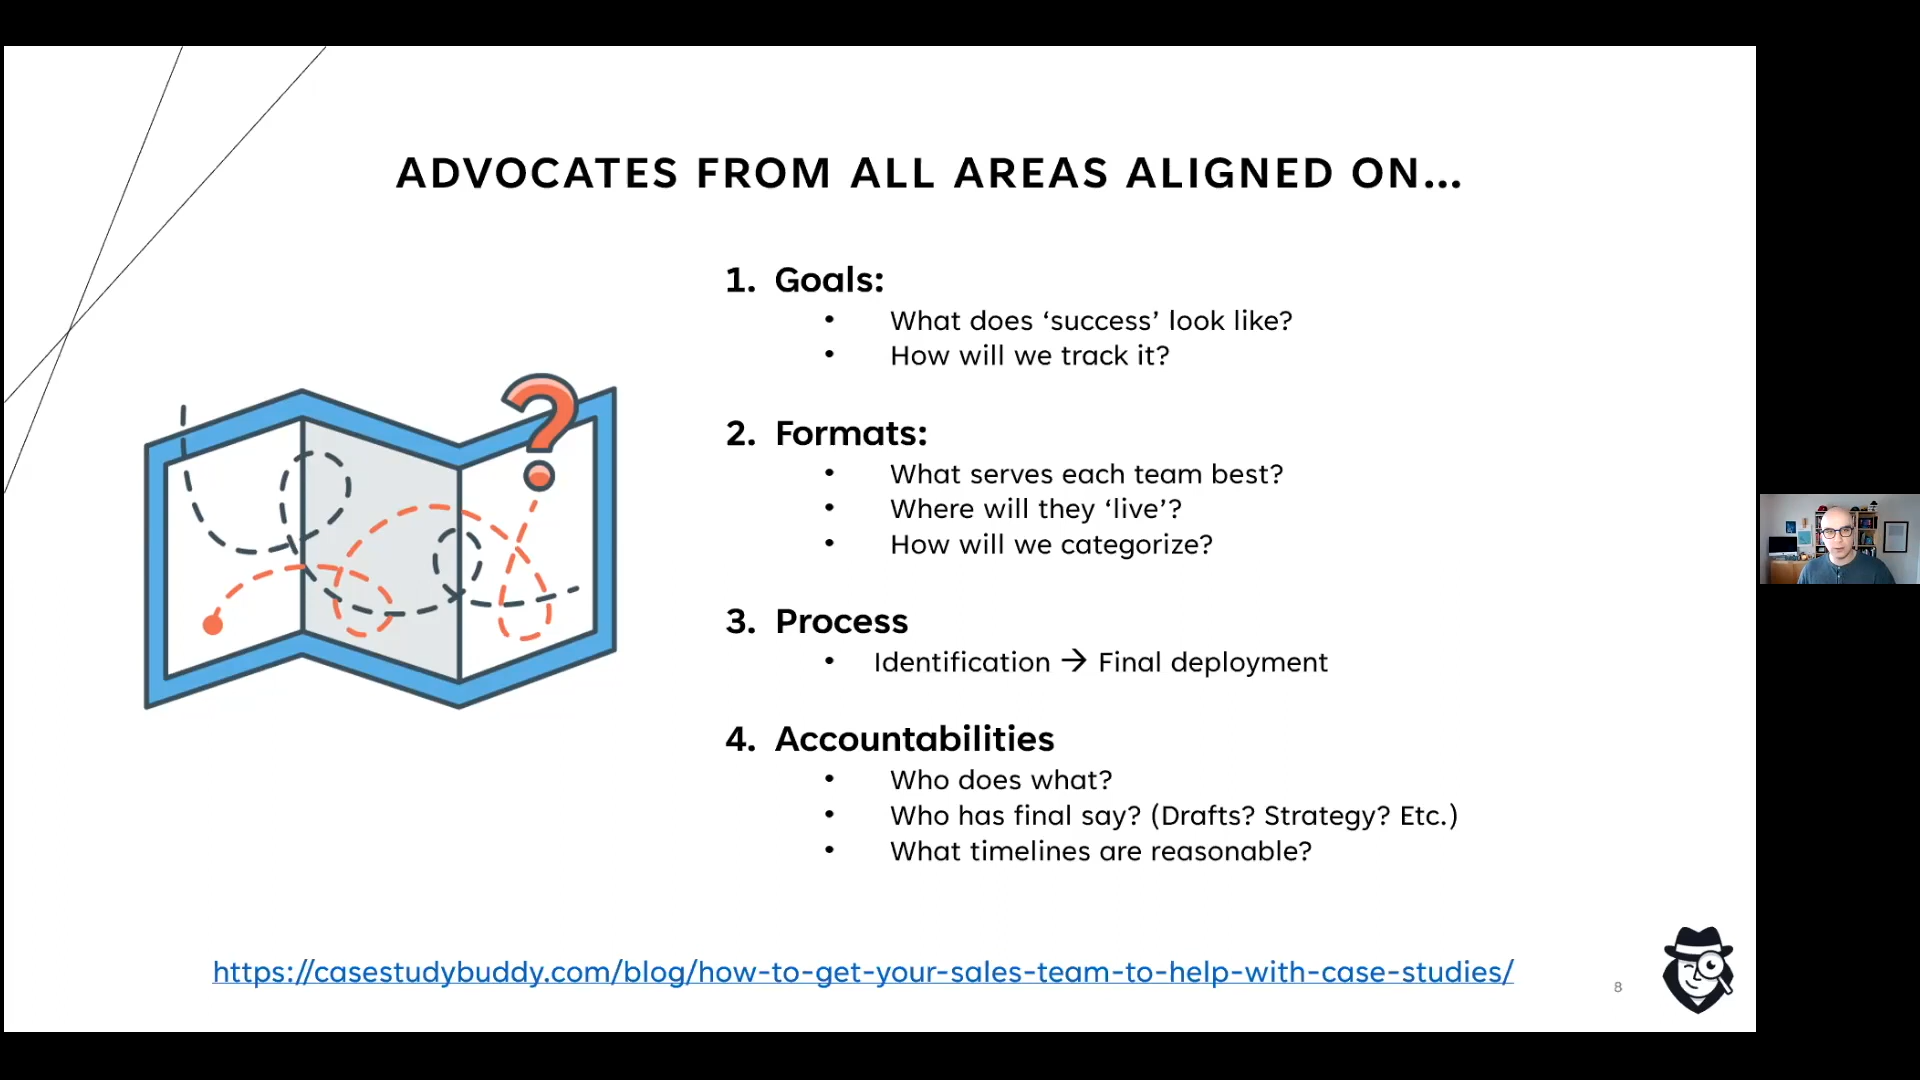 ADVOCATES FROM ALL AREAS ALIGNED ON...
1. Goals:
• What does ‘success’ look like?
• How will we track it?
2. Formats:
• What serves each team best?
• Where will they ‘live’?
• How will we categorize?
3. Process
• Identification → Final deployment
4. Accountabilities
• Who does what?
• Who has final say? (Drafts? Strategy? Etc.)
• What timelines are reasonable?
https://casestudybuddy.com/blog/how-to-get-your-sales-team-to-help-with-case-studies/
8
?